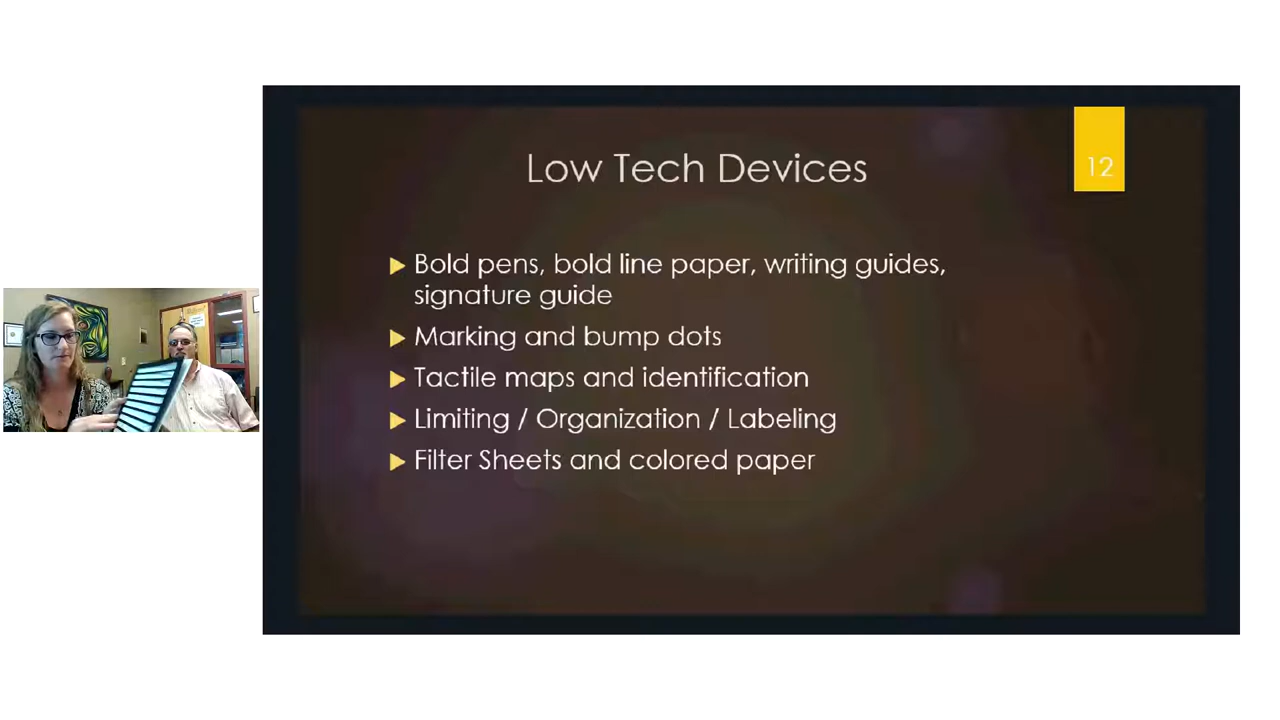 Low Tech Devices
12
Bold pens, bold line paper, writing guides,
signature guide
Marking and bump dots
Tactile maps and identification
Limiting / Organization / Labeling
Filter Sheets and colored paper